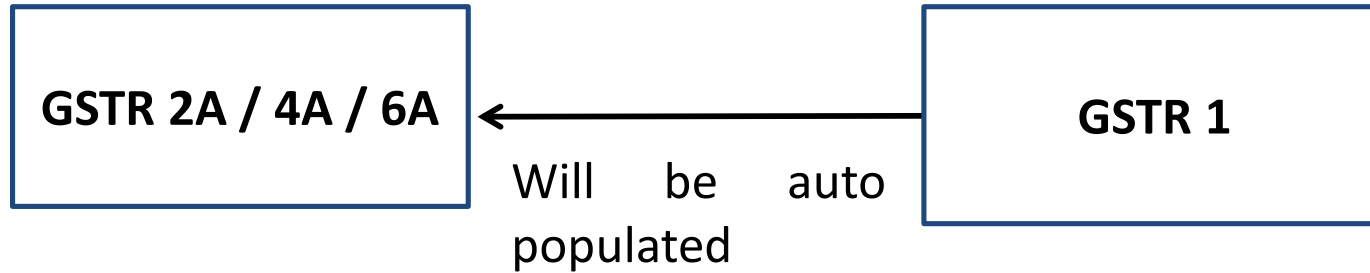 GSTR 2A / 4A / 6A
GSTR 1
Will be auto
populated